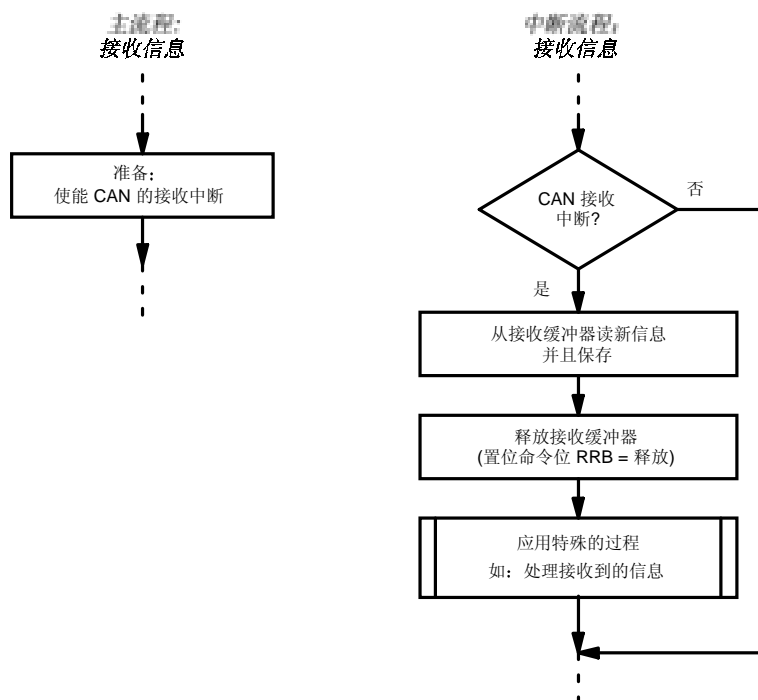 主流程:
接收信息
准备:
使能 CAN 的接收中断
中断流程:
接收信息
CAN 接收
中断?
否
是
从接收缓冲器读新信息
并且保存
释放接收缓冲器
(置位命令位 RRB = 释放)
应用特殊的过程
如: 处理接收到的信息